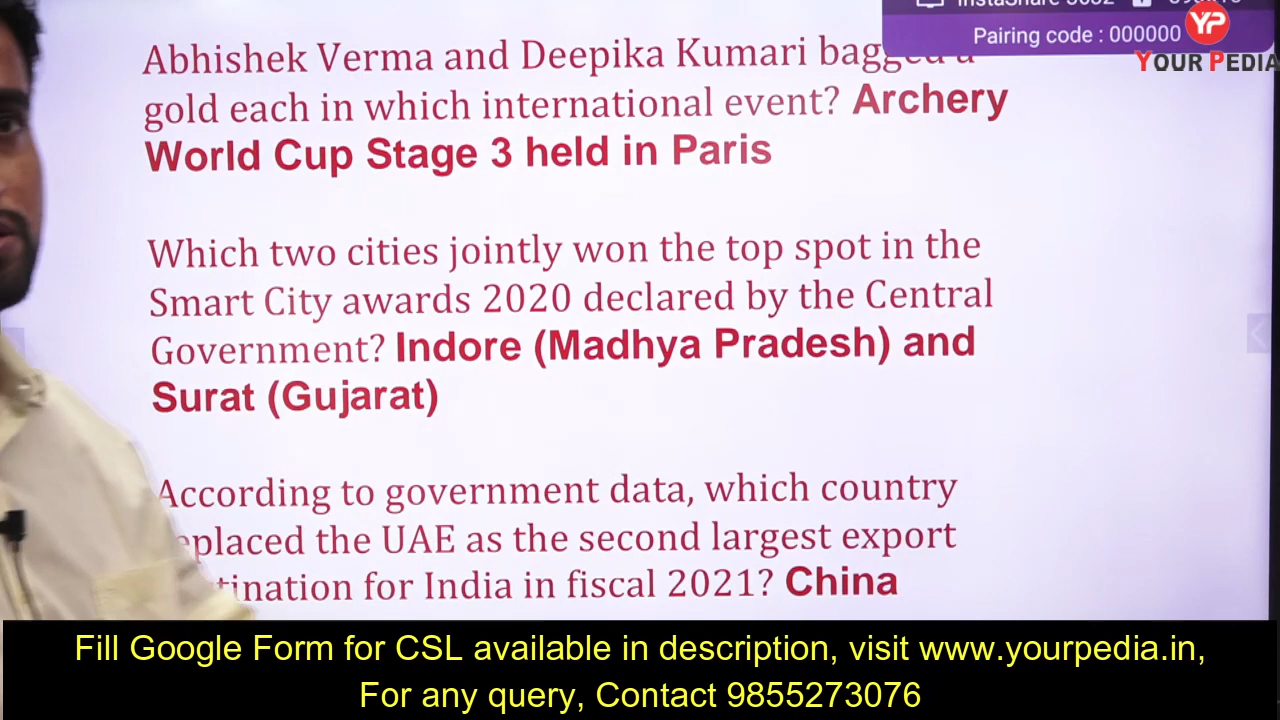 Pairing code : 000000
YP
YOUR PEDIA
Abhishek Verma and Deepika Kumari bagged a
gold each in which international event? Archery
World Cup Stage 3 held in Paris
Which two cities jointly won the top spot in the
Smart City awards 2020 declared by the Central
Government? Indore (Madhya Pradesh) and
Surat (Gujarat)
According to government data, which country
eplaced the UAE as the second largest export
tination for India in fiscal 2021? China
Fill Google Form for CSL available in description, visit www.yourpedia.in,
For any query, Contact 9855273076